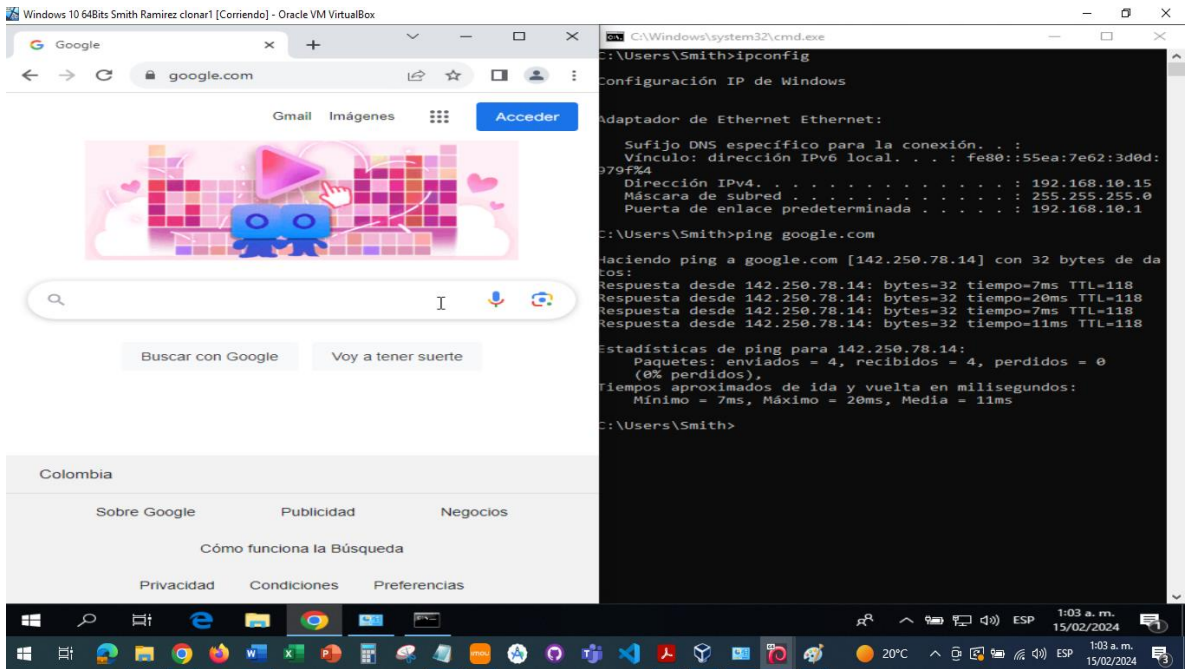 Windows 10 64Bits Smith Ramirez clonar1 [Corriendo] - Oracle VM VirtualBox
Google
google.com
Gmail Imágenes Acceder
Buscar con Google Voy a tener suerte
Colombia
Sobre Google Publicidad Negocios
Cómo funciona la Búsqueda
Privacidad Condiciones Preferencias
C:\Windows\system32\cmd.exe
C:\Users\Smith>ipconfig
Configuración IP de Windows
Adaptador de Ethernet Ethernet:
Sufijo DNS específico para la conexión. . :
Vínculo: dirección IPv6 local. . . : fe80::55ea:7e62:3d0d:
979f%4
Dirección IPv4. . . . . . . . . . . . . . : 192.168.10.15
Máscara de subred . . . . . . . . . . . . : 255.255.255.0
Puerta de enlace predeterminada . . . . . : 192.168.10.1
C:\Users\Smith>ping google.com
Haciendo ping a google.com [142.250.78.14] con 32 bytes de da
tos:
Respuesta desde 142.250.78.14: bytes=32 tiempo=7ms TTL=118
Respuesta desde 142.250.78.14: bytes=32 tiempo=20ms TTL=118
Respuesta desde 142.250.78.14: bytes=32 tiempo=7ms TTL=118
Respuesta desde 142.250.78.14: bytes=32 tiempo=11ms TTL=118
Estadísticas de ping para 142.250.78.14:
Paquetes: enviados = 4, recibidos = 4, perdidos = 0
(0% perdidos),
Tiempos aproximados de ida y vuelta en milisegundos:
Mínimo = 7ms, Máximo = 20ms, Media = 11ms
C:\Users\Smith>
ESP 1:03 a. m.
15/02/2024
20°C ESP 1:03 a. m.
15/02/2024